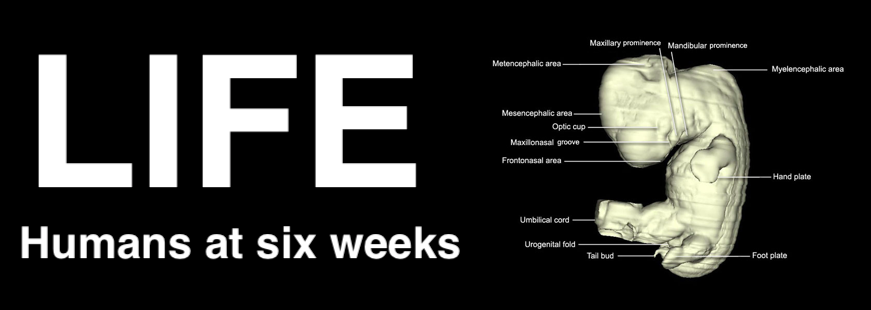 LIFE
Humans at six weeks
Maxillary prominence
Mandibular prominence
Metencephalic area
Myelencephalic area
Mesencephalic area
Optic cup
Maxillonasal groove
Frontonasal area
Hand plate
Umbilical cord
Urogenital fold
Tail bud
Foot plate